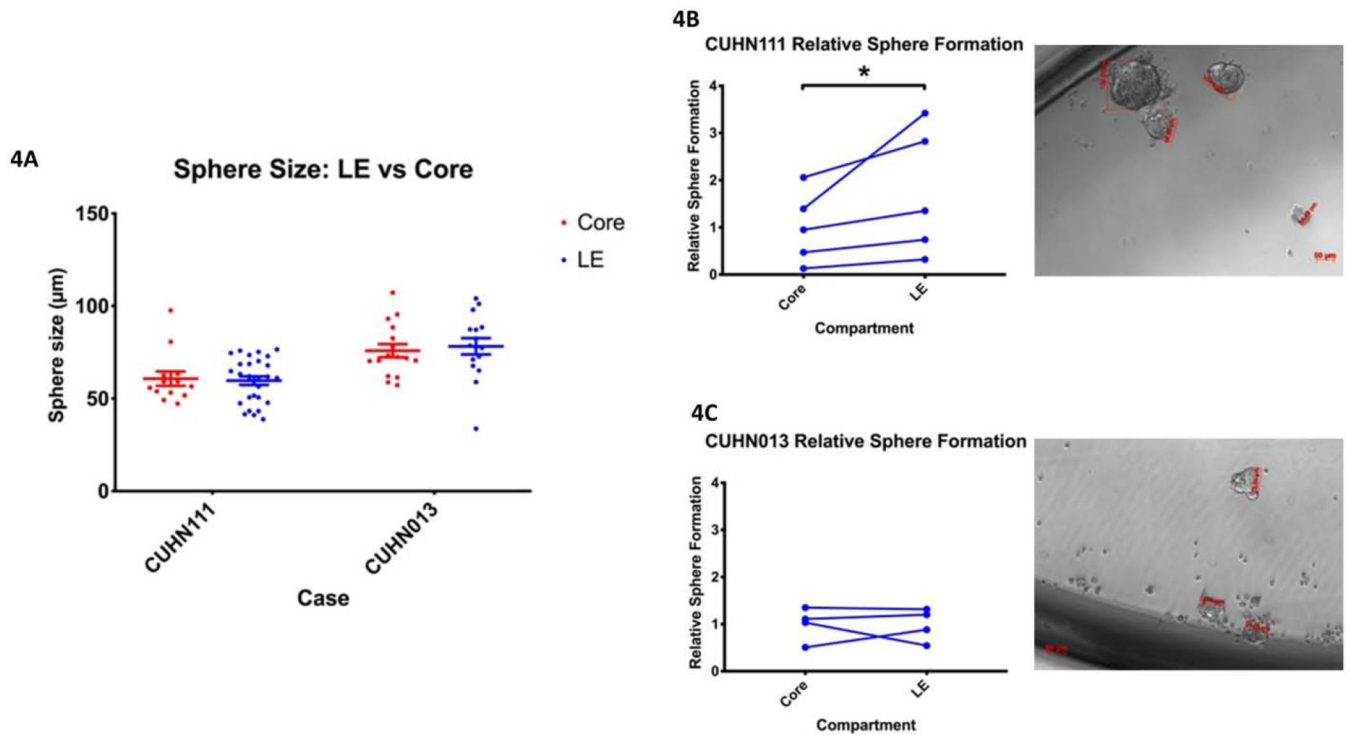 4A
Sphere Size: LE vs Core
Core
LE
Sphere size (µm)
150
100
50
0
CUHN111
CUHN013
Case
4B
CUHN111 Relative Sphere Formation
*
Relative Sphere Formation
4
3
2
1
0
Core
LE
Compartment
4C
CUHN013 Relative Sphere Formation
Relative Sphere Formation
4
3
2
1
0
Core
LE
Compartment